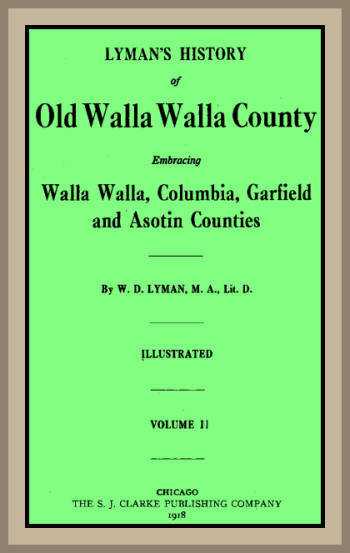 LYMAN'S HISTORY
of
Old Walla Walla County
Embracing
Walla Walla, Columbia, Garfield
and Asotin Counties
By W. D. LYMAN, M. A., Lit. D.
ILLUSTRATED
VOLUME II
CHICAGO
THE S. J. CLARKE PUBLISHING COMPANY
1918